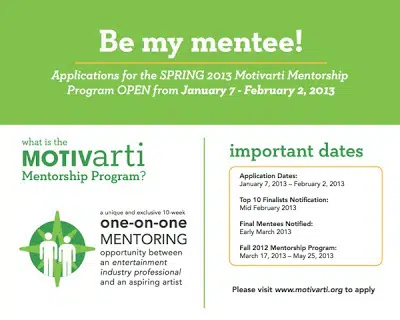 Be my mentee!
Applications for the SPRING 2013 Motivarti Mentorship
Program OPEN from January 7 - February 2, 2013
what is the
MOTIVarti
Mentorship Program?
a unique and exclusive 10-week
one-on-one
MENTORING
opportunity between
an entertainment
industry professional
and an aspiring artist
important dates
Application Dates:
January 7, 2013 – February 2, 2013
Top 10 Finalists Notification:
Mid February 2013
Final Mentees Notified:
Early March 2013
Fall 2012 Mentorship Program:
March 17, 2013 – May 25, 2013
Please visit www.motivarti.org to apply